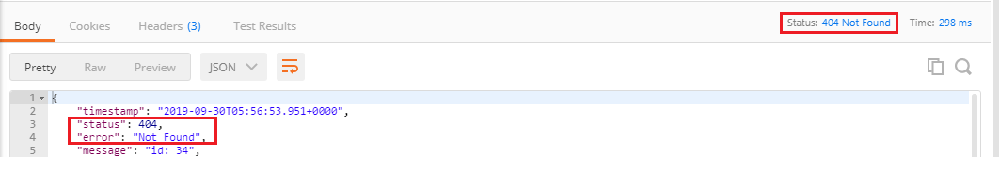 Body Cookies Headers (3) Test Results Status: 404 Not Found Time: 298 ms
Pretty Raw Preview JSON
1 {
2 "timestamp": "2019-09-30T05:56:53.951+0000",
3 "status": 404,
4 "error": "Not Found",
5 "message": "id: 34",